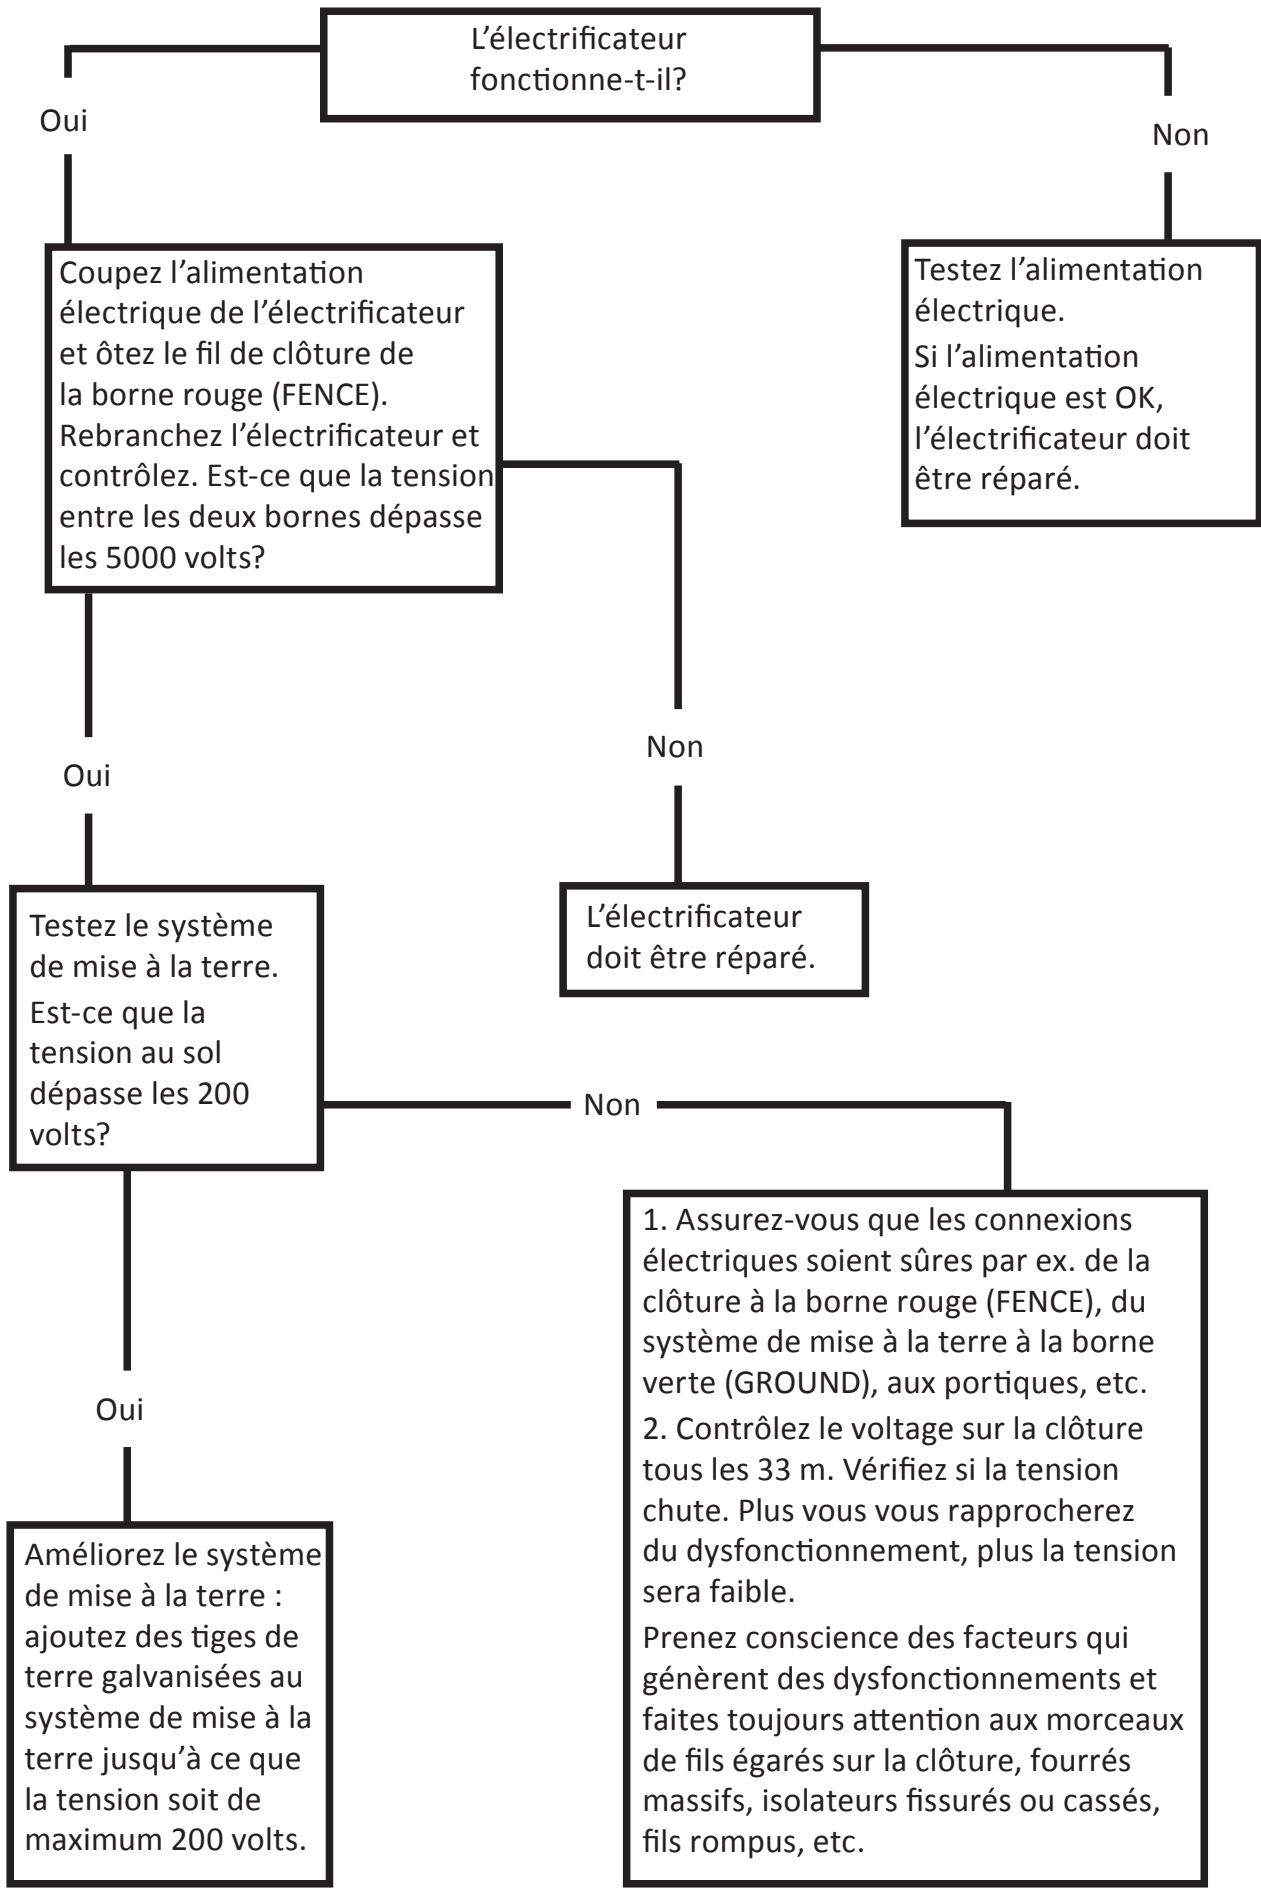 L'électrificateur
fonctionne-t-il?
Oui
Non
Coupez l'alimentation
électrique de l'électrificateur
et ôtez le fil de clôture de
la borne rouge (FENCE).
Rebranchez l'électrificateur et
contrôlez. Est-ce que la tension
entre les deux bornes dépasse
les 5000 volts?
Testez l'alimentation
électrique.
Si l'alimentation
électrique est OK,
l'électrificateur doit
être réparé.
Oui
Non
Testez le système
de mise à la terre.
Est-ce que la
tension au sol
dépasse les 200
volts?
L'électrificateur
doit être réparé.
Non
Oui
1. Assurez-vous que les connexions
électriques soient sûres par ex. de la
clôture à la borne rouge (FENCE), du
système de mise à la terre à la borne
verte (GROUND), aux portiques, etc.
2. Contrôlez le voltage sur la clôture
tous les 33 m. Vérifiez si la tension
chute. Plus vous vous rapprocherez
du dysfonctionnement, plus la tension
sera faible.
Prenez conscience des facteurs qui
génèrent des dysfonctionnements et
faites toujours attention aux morceaux
de fils égarés sur la clôture, fourrés
massifs, isolateurs fissurés ou cassés,
fils rompus, etc.
Améliorez le système
de mise à la terre :
ajoutez des tiges de
terre galvanisées au
système de mise à la
terre jusqu'à ce que
la tension soit de
maximum 200 volts.